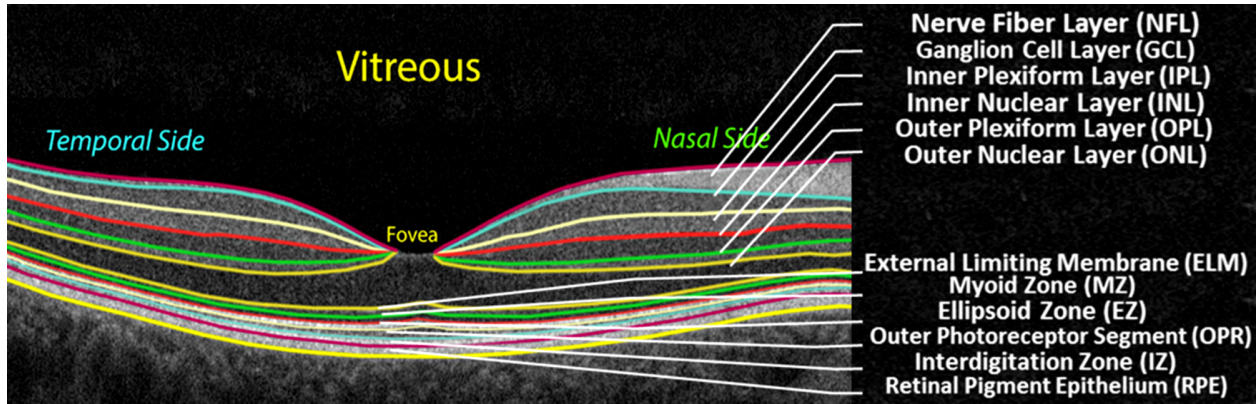 Vitreous
Temporal Side
Nasal Side
Fovea
Nerve Fiber Layer (NFL)
Ganglion Cell Layer (GCL)
Inner Plexiform Layer (IPL)
Inner Nuclear Layer (INL)
Outer Plexiform Layer (OPL)
Outer Nuclear Layer (ONL)
External Limiting Membrane (ELM)
Myoid Zone (MZ)
Ellipsoid Zone (EZ)
Outer Photoreceptor Segment (OPR)
Interdigitation Zone (IZ)
Retinal Pigment Epithelium (RPE)